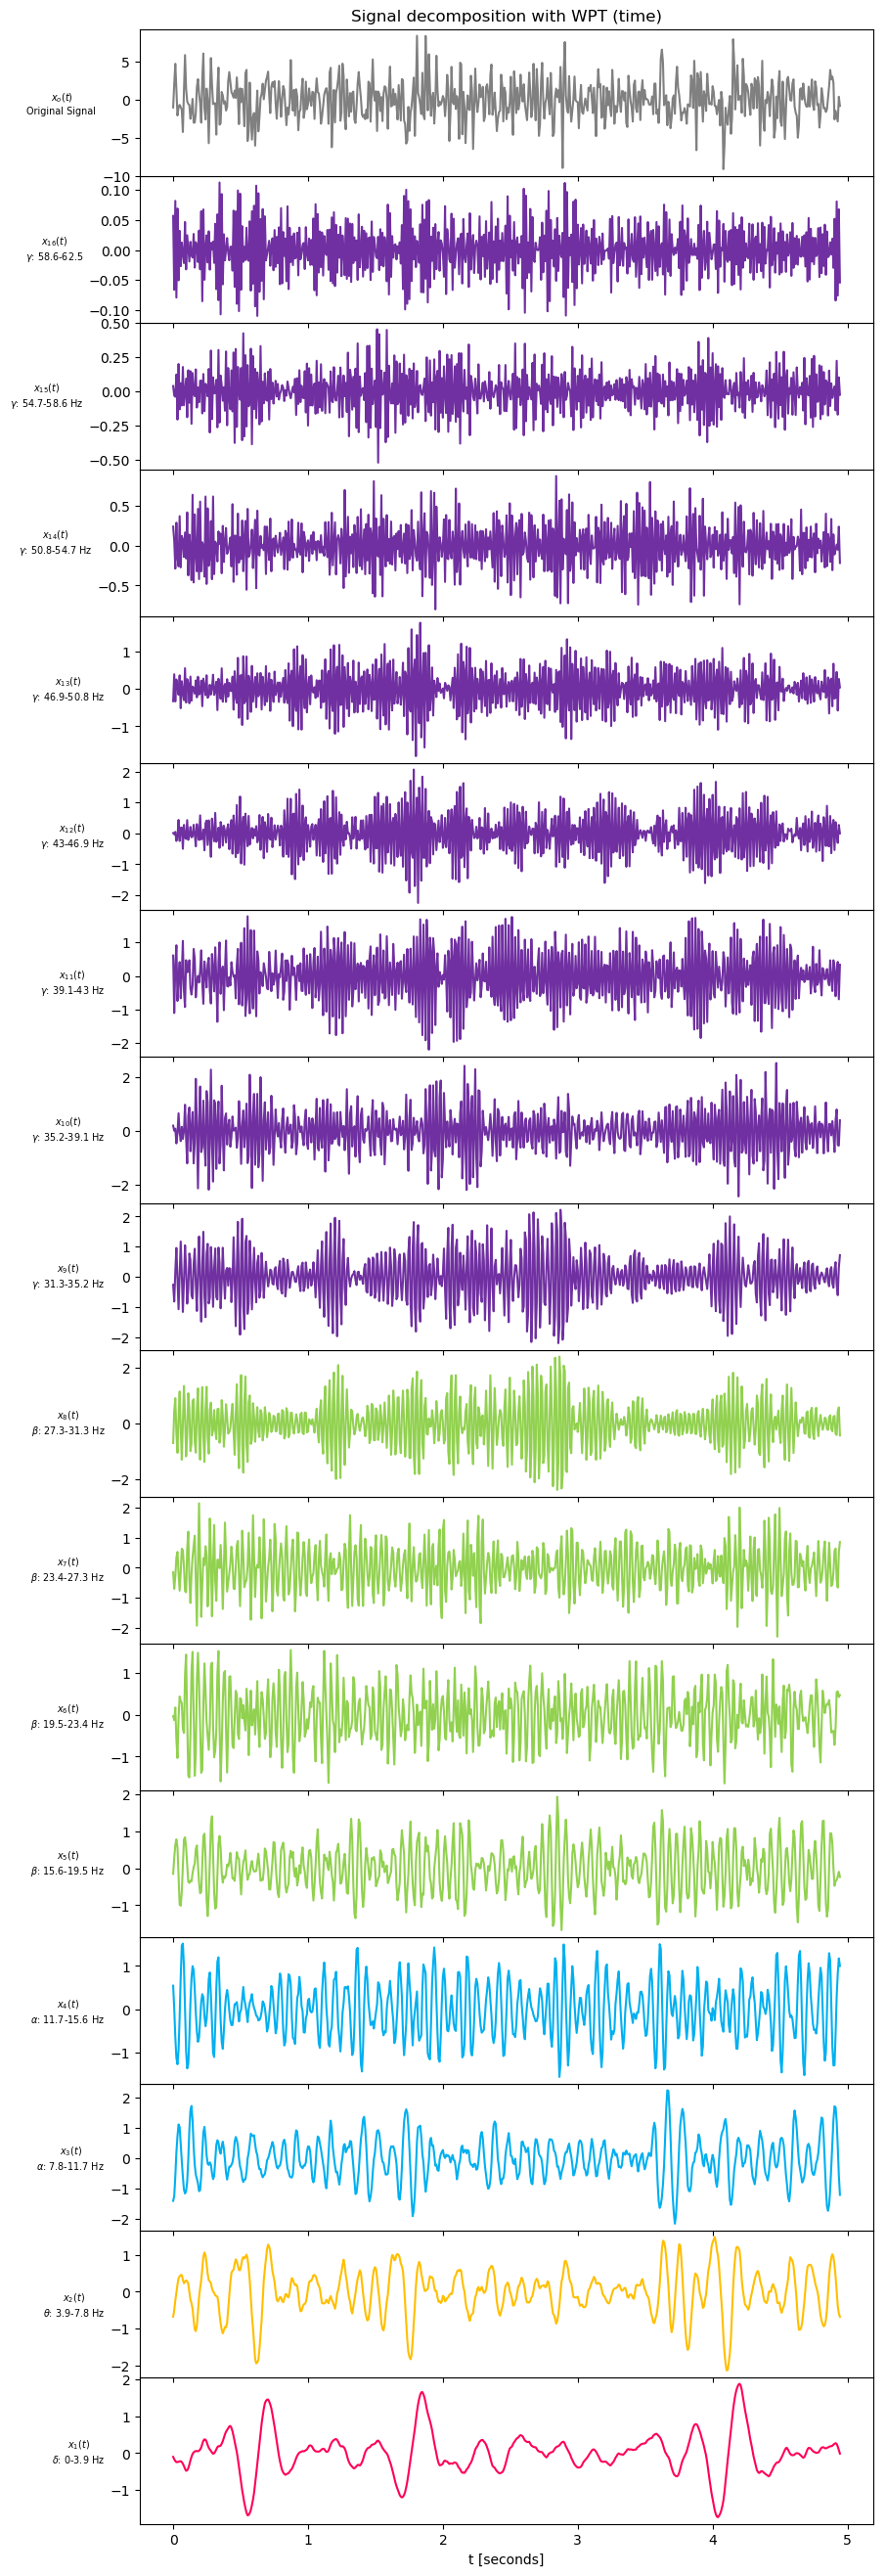 Signal decomposition with WPT (time)
5
0
−5
−10
xₒ(t)
Original Signal
0.10
0.05
0.00
−0.05
−0.10
x₁₆(t)
γ: 58.6-62.5
0.50
0.25
0.00
−0.25
−0.50
x₁₅(t)
γ: 54.7-58.6 Hz
0.5
0.0
−0.5
x₁₄(t)
γ: 50.8-54.7 Hz
1
0
−1
x₁₃(t)
γ: 46.9-50.8 Hz
2
1
0
−1
−2
x₁₂(t)
γ: 43-46.9 Hz
1
0
−1
−2
x₁₁(t)
γ: 39.1-43 Hz
2
0
−2
x₁₀(t)
γ: 35.2-39.1 Hz
2
1
0
−1
−2
x₉(t)
γ: 31.3-35.2 Hz
2
0
−2
x₈(t)
β: 27.3-31.3 Hz
2
1
0
−1
−2
x₇(t)
β: 23.4-27.3 Hz
1
0
−1
x₆(t)
β: 19.5-23.4 Hz
2
1
0
−1
x₅(t)
β: 15.6-19.5 Hz
1
0
−1
x₄(t)
α: 11.7-15.6 Hz
2
1
0
−1
−2
x₃(t)
α: 7.8-11.7 Hz
1
0
−1
−2
x₂(t)
θ: 3.9-7.8 Hz
2
1
0
−1
x₁(t)
δ: 0-3.9 Hz
0 1 2 3 4 5
t [seconds]